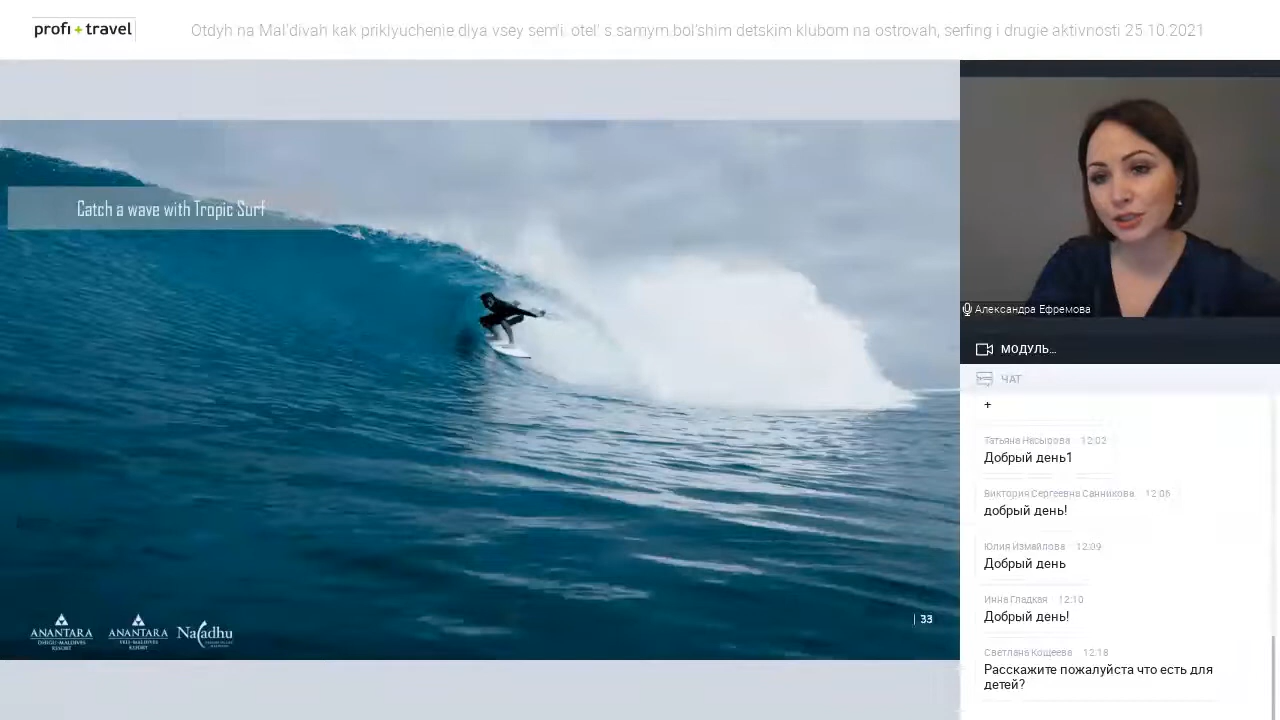 profi + travel
Otdyh na Mal'divah kak priklyuchenie dlya vsey sem'i: otel' s samym bol'shim detskim klubom na ostrovah, serfing i drugie aktivnosti 25.10.2021
Catch a wave with Tropic Surf
ANANTARA
DHIGU · MALDIVES
RESORT
ANANTARA
VELI · MALDIVES
RESORT
Naladhu
| 33
Александра Ефремова
МОДУЛЬ...
ЧАТ
+
Татьяна Насырова 12:02
Добрый день1
Виктория Сергеевна Санникова 12:06
добрый день!
Юлия Измайлова 12:09
Добрый день
Инна Гладкая 12:10
Добрый день!
Светлана Кощеева 12:18
Расскажите пожалуйста что есть для
детей?